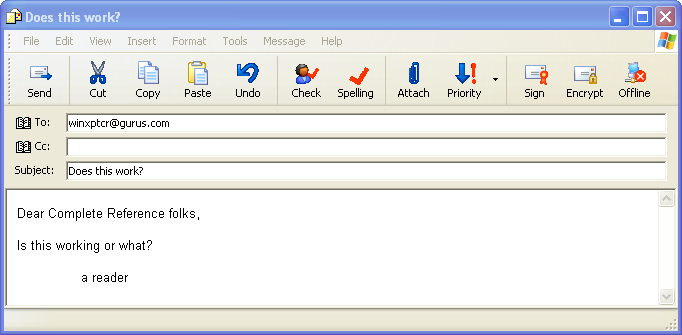 Does this work?
File Edit View Insert Format Tools Message Help
Send Cut Copy Paste Undo Check Spelling Attach Priority Sign Encrypt Offline
To: winxptcr@gurus.com
Cc:
Subject: Does this work?
Dear Complete Reference folks,
Is this working or what?
a reader